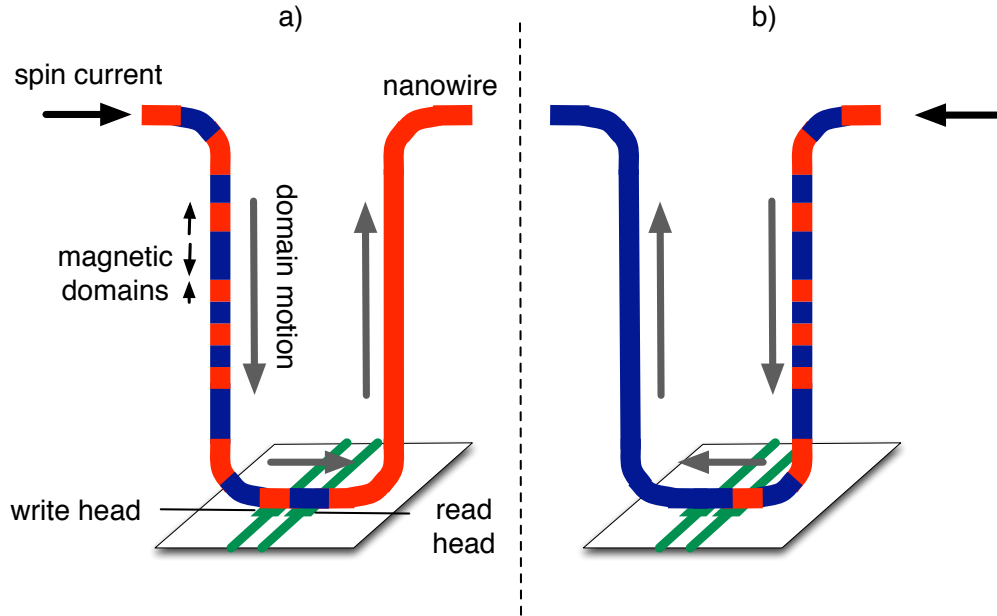 a)
b)
spin current
nanowire
magnetic
domains
domain motion
write head
read
head